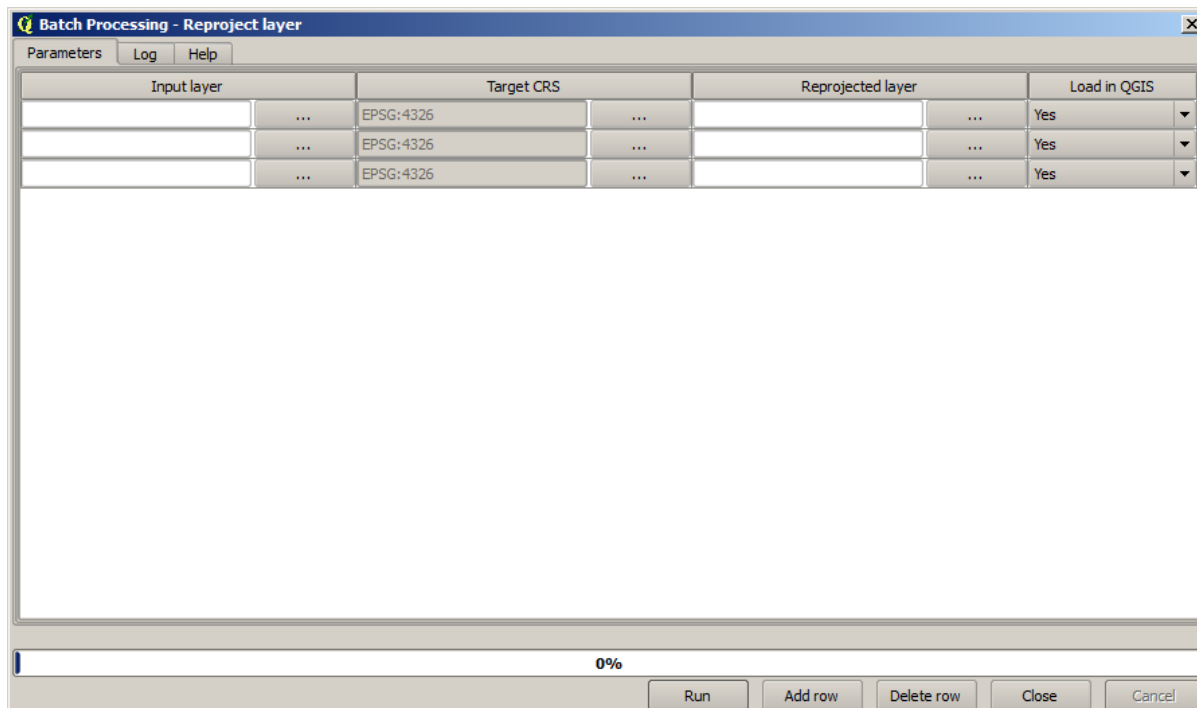 Batch Processing - Reproject layer
Parameters Log Help
Input layer Target CRS Reprojected layer Load in QGIS
... EPSG:4326 ... ... Yes
... EPSG:4326 ... ... Yes
... EPSG:4326 ... ... Yes
0%
Run Add row Delete row Close Cancel